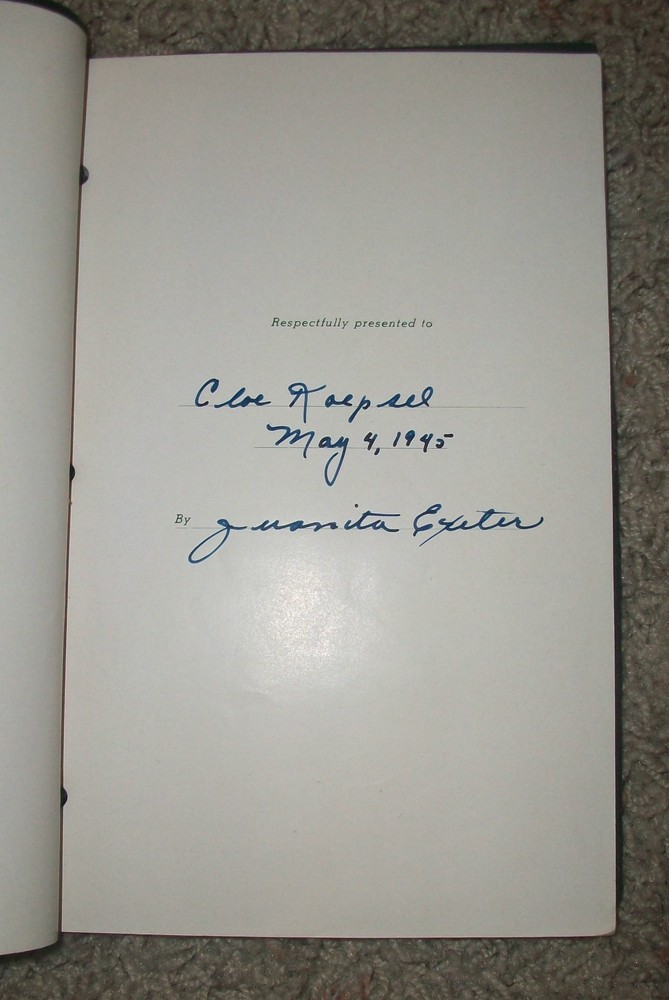 Respectfully presented to
Cloe Koepsel
May 4, 1945
By Juanita Exeter